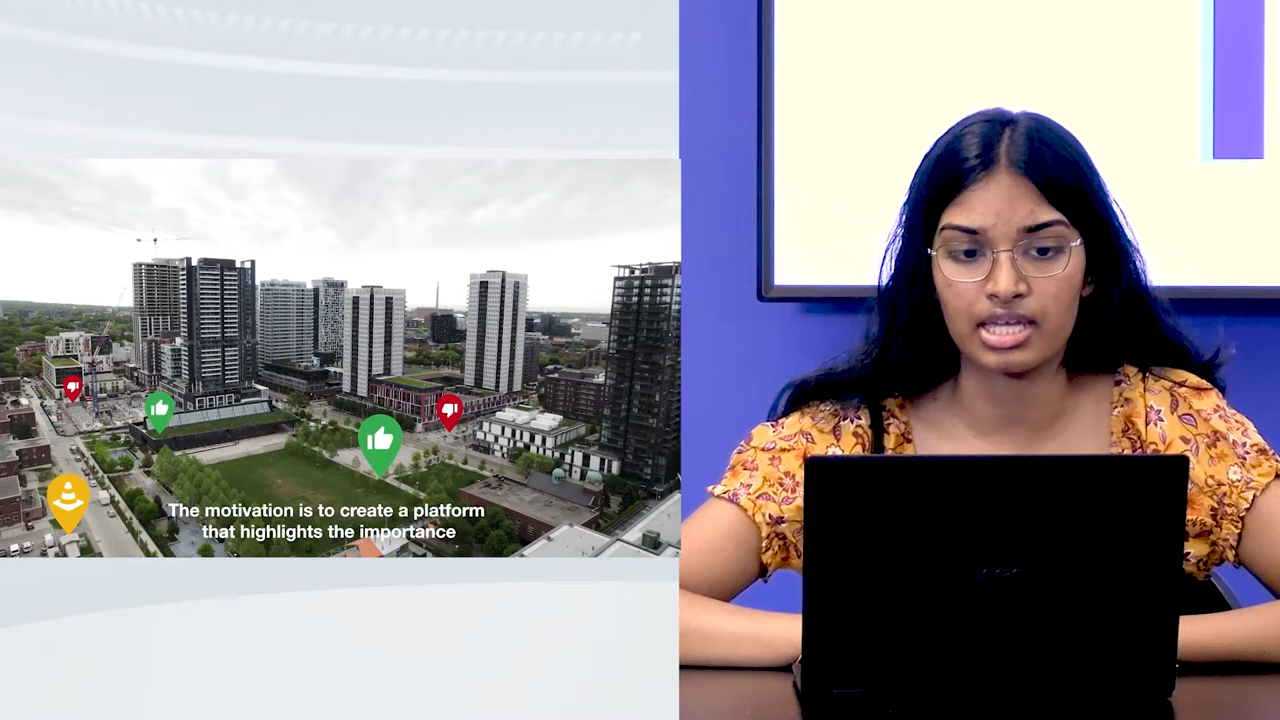 The motivation is to create a platform
that highlights the importance